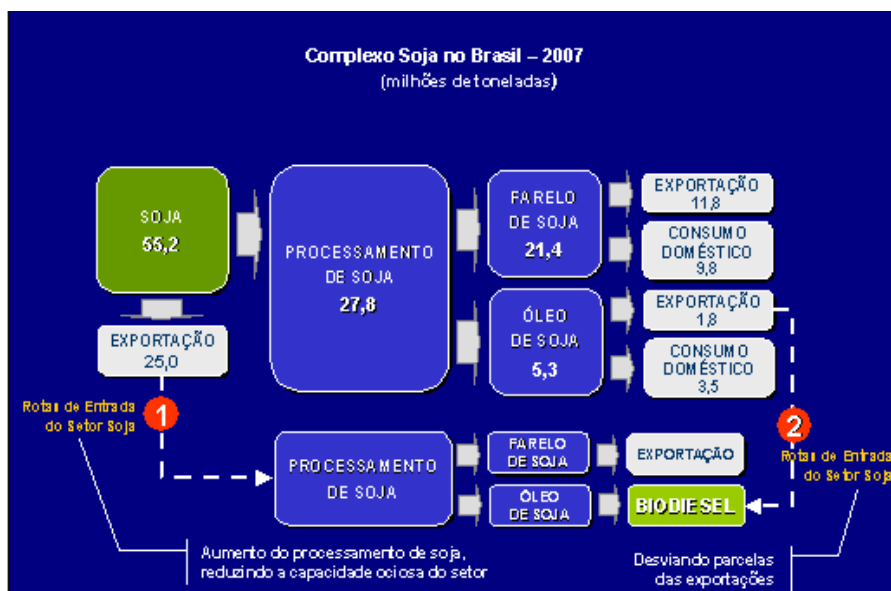 Complexo Soja no Brasil – 2007
(milhões de toneladas)
SOJA
55,2
EXPORTAÇÃO
25,0
PROCESSAMENTO
DE SOJA
27,8
FARELO
DE SOJA
21,4
EXPORTAÇÃO
11,8
CONSUMO
DOMÉSTICO
9,8
ÓLEO
DE SOJA
5,3
EXPORTAÇÃO
1,8
CONSUMO
DOMÉSTICO
3,5
Rotas de Entrada
do Setor Soja
1
2
Rotas de Entrada
do Setor Soja
PROCESSAMENTO
DE SOJA
FARELO
DE SOJA
EXPORTAÇÃO
ÓLEO
DE SOJA
BIODIESEL
Aumento do processamento de soja,
reduzindo a capacidade ociosa do setor
Desviando parcelas
das exportações